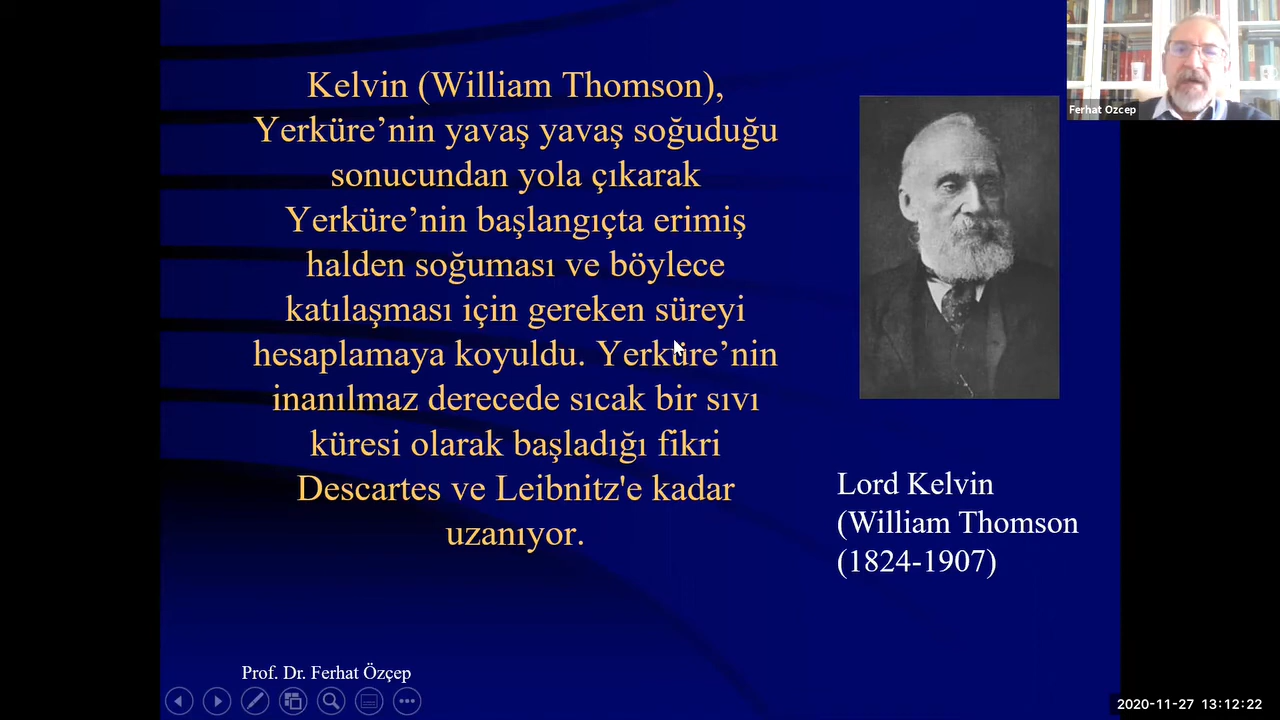 Kelvin (William Thomson),
Yerküre’nin yavaş yavaş soğuduğu
sonucundan yola çıkarak
Yerküre’nin başlangıçta erimiş
halden soğuması ve böylece
katılaşması için gereken süreyi
hesaplamaya koyuldu. Yerküre’nin
inanılmaz derecede sıcak bir sıvı
küresi olarak başladığı fikri
Descartes ve Leibnitz'e kadar
uzanıyor.
Ferhat Ozcep
Lord Kelvin
(William Thomson
(1824-1907)
Prof. Dr. Ferhat Özçep
2020-11-27 13:12:22